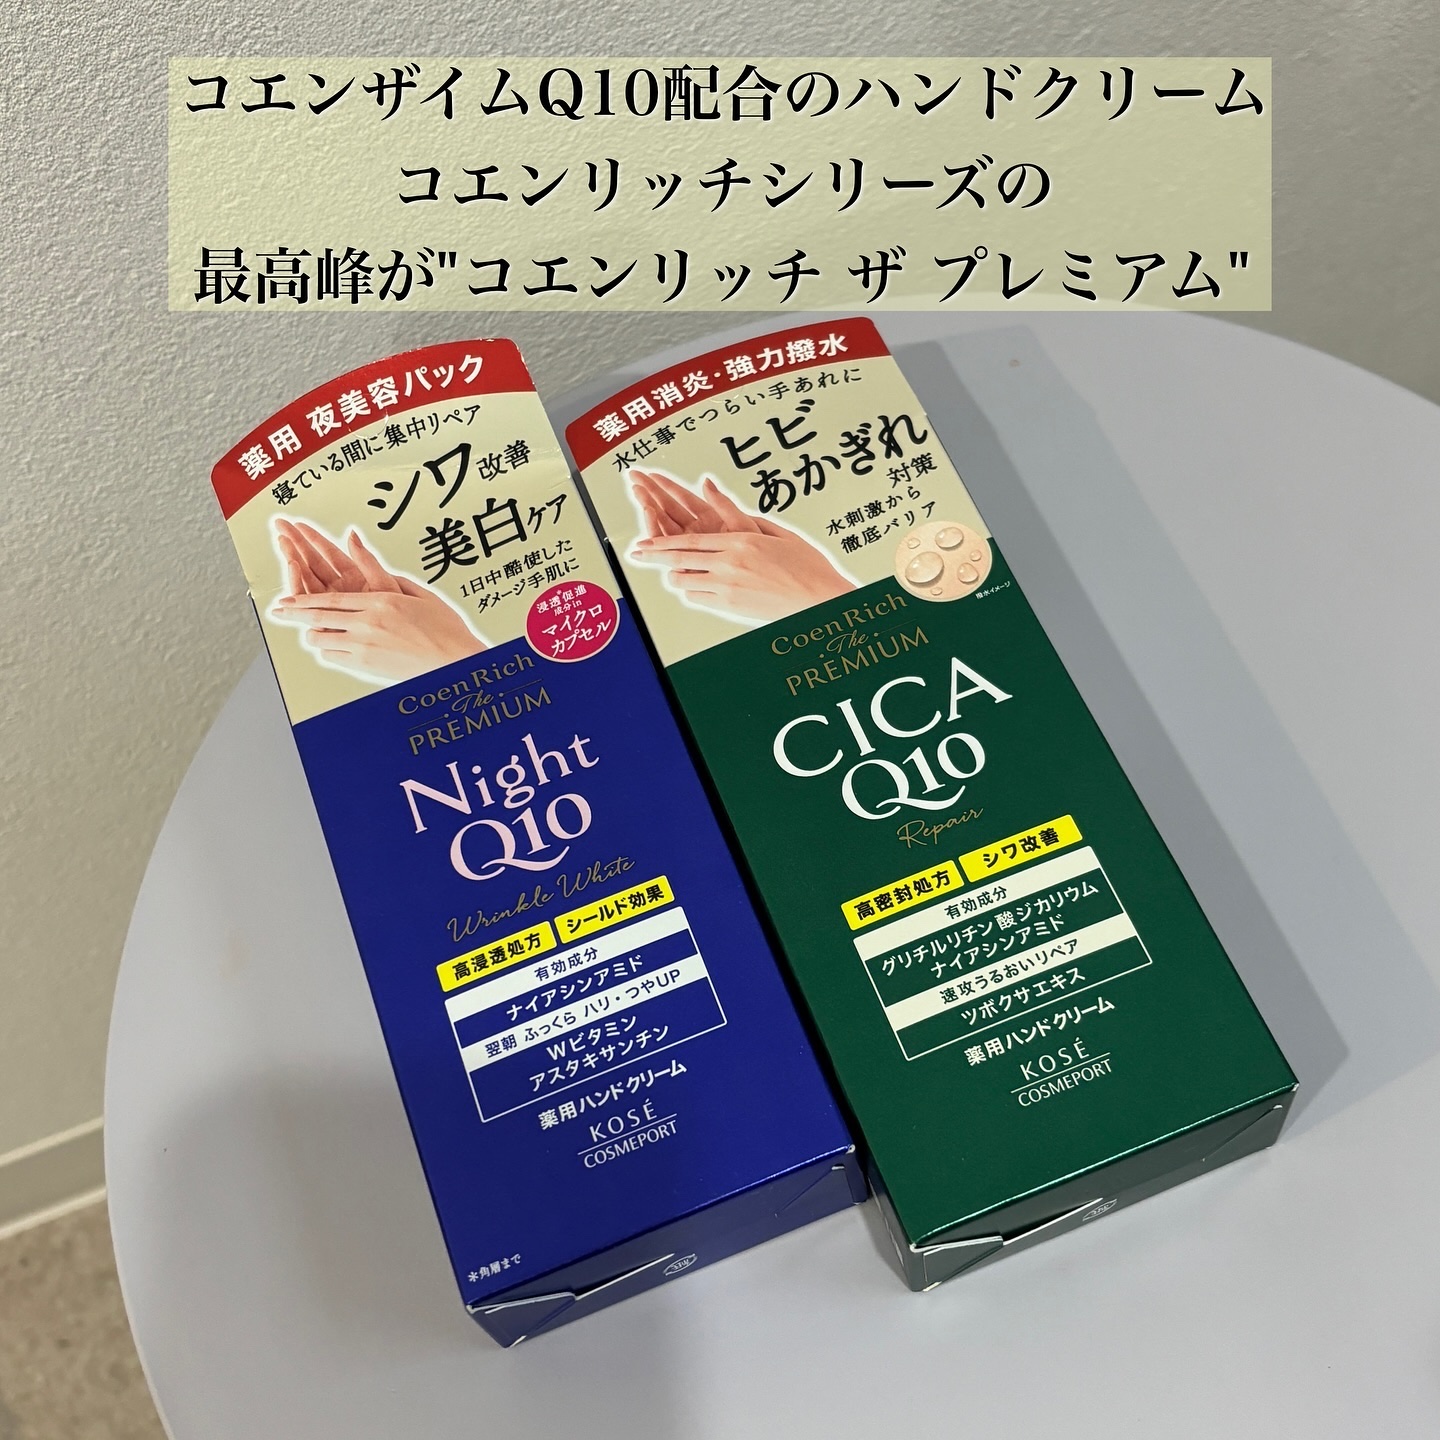 コエンザイムQ10配合のハンドクリーム
コエンリッチシリーズの
最高峰が"コエンリッチ ザ プレミアム"
薬用 夜美容パック
寝ている間に集中リペア
シワ改善
美白ケア
1日中酷使した
ダメージ手肌に
浸透*促進
成分in
マイクロ
カプセル
CoenRich
The
PREMIUM
Night
Q10
Wrinkle White
高浸透処方 シールド効果
有効成分
ナイアシンアミド
翌朝 ふっくら ハリ・つやUP
Wビタミン
アスタキサンチン
薬用ハンドクリーム
KOSÉ
COSMEPORT
*角層まで
薬用消炎・強力撥水
水仕事でつらい手あれに
ヒビ
あかぎれ
対策
水刺激から
徹底バリア
撥水イメージ
CoenRich
The
PREMIUM
CICA
Q10
Repair
高密封処方 シワ改善
有効成分
グリチルリチン酸ジカリウム
ナイアシンアミド
速攻うるおいリペア
ツボクサエキス
薬用ハンドクリーム
KOSÉ
COSMEPORT